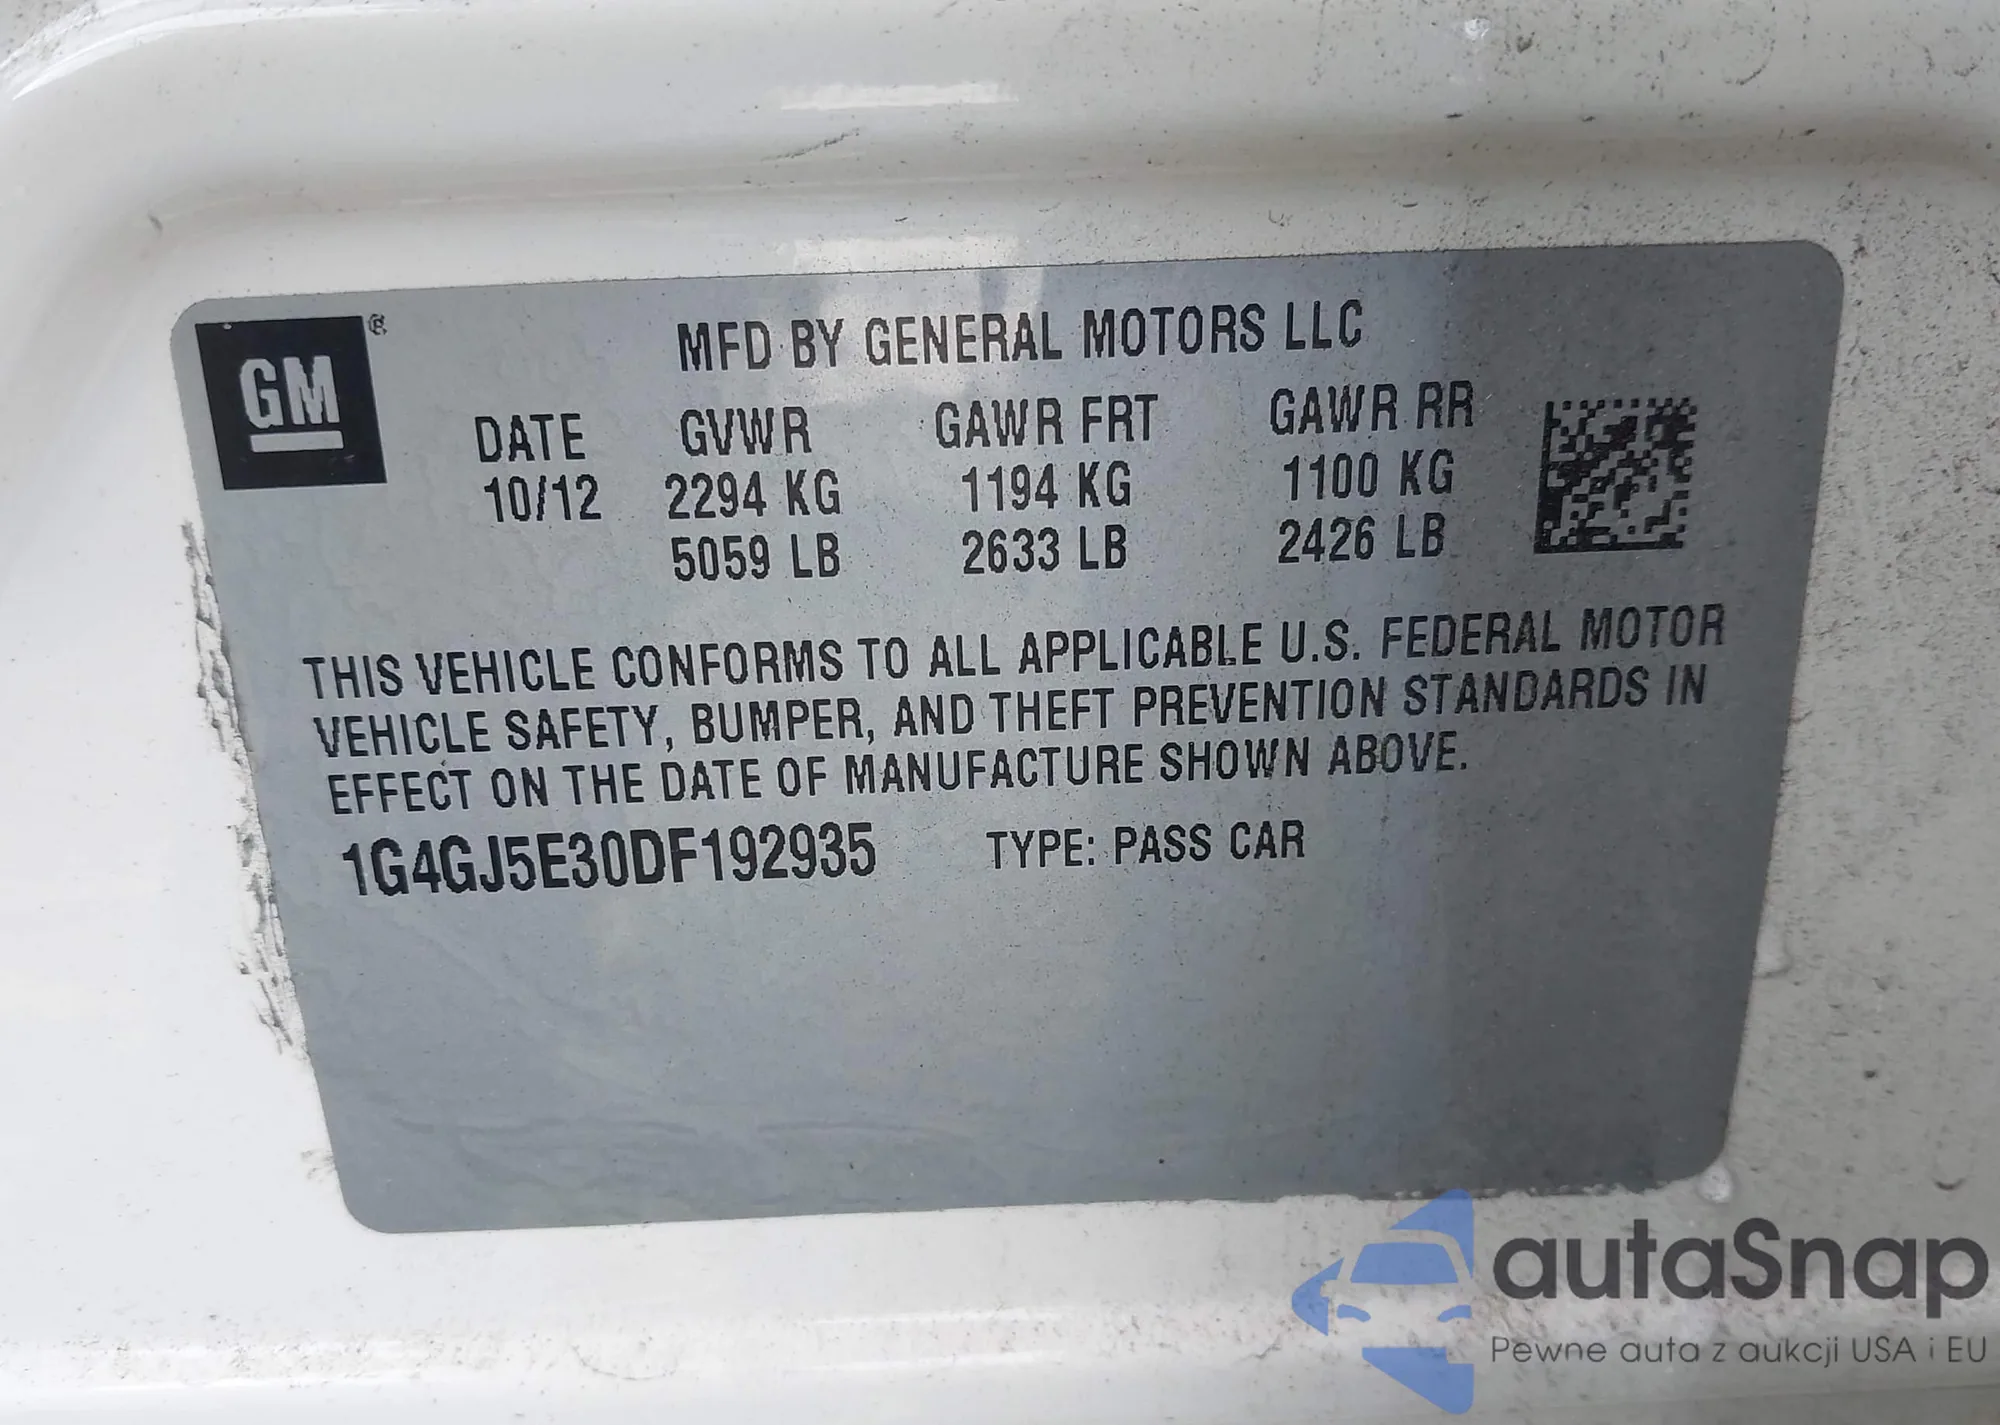 GM ®
MFD BY GENERAL MOTORS LLC
DATE GVWR GAWR FRT GAWR RR
10/12 2294 KG 1194 KG 1100 KG
5059 LB 2633 LB 2426 LB
THIS VEHICLE CONFORMS TO ALL APPLICABLE U.S. FEDERAL MOTOR
VEHICLE SAFETY, BUMPER, AND THEFT PREVENTION STANDARDS IN
EFFECT ON THE DATE OF MANUFACTURE SHOWN ABOVE.
1G4GJ5E30DF192935 TYPE: PASS CAR
autaSnap
Pewne auta z aukcji USA i EU